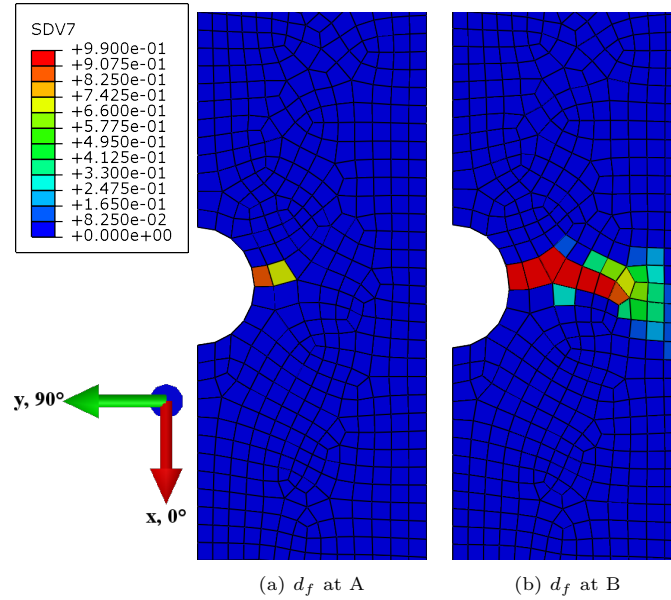 SDV7
+9.900e-01
+9.075e-01
+8.250e-01
+7.425e-01
+6.600e-01
+5.775e-01
+4.950e-01
+4.125e-01
+3.300e-01
+2.475e-01
+1.650e-01
+8.250e-02
+0.000e+00
y, 90°
x, 0°
(a) d_f at A
(b) d_f at B